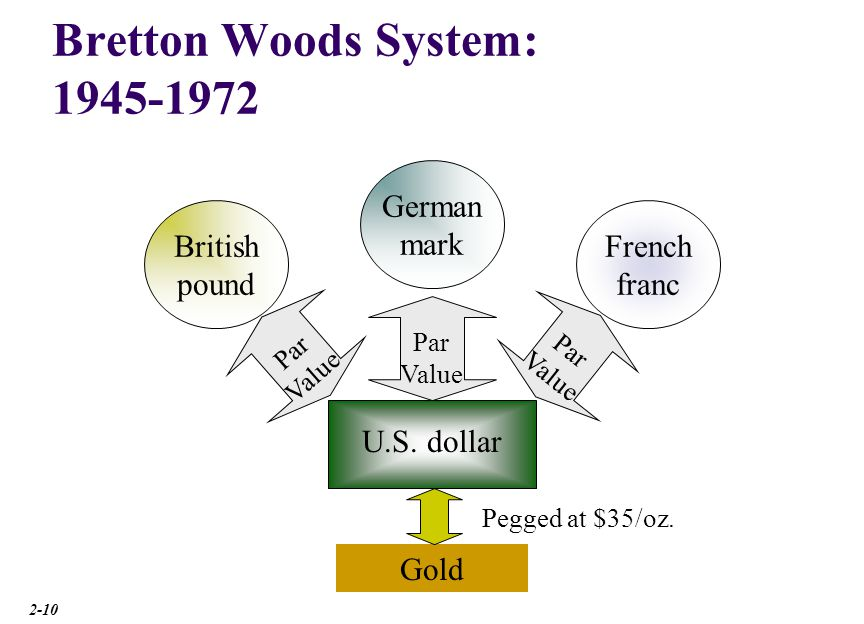 Bretton Woods System:
1945-1972
German
mark
British
pound
French
franc
Par
Value
Par
Value
Par
Value
U.S. dollar
Pegged at $35/oz.
Gold
2-10